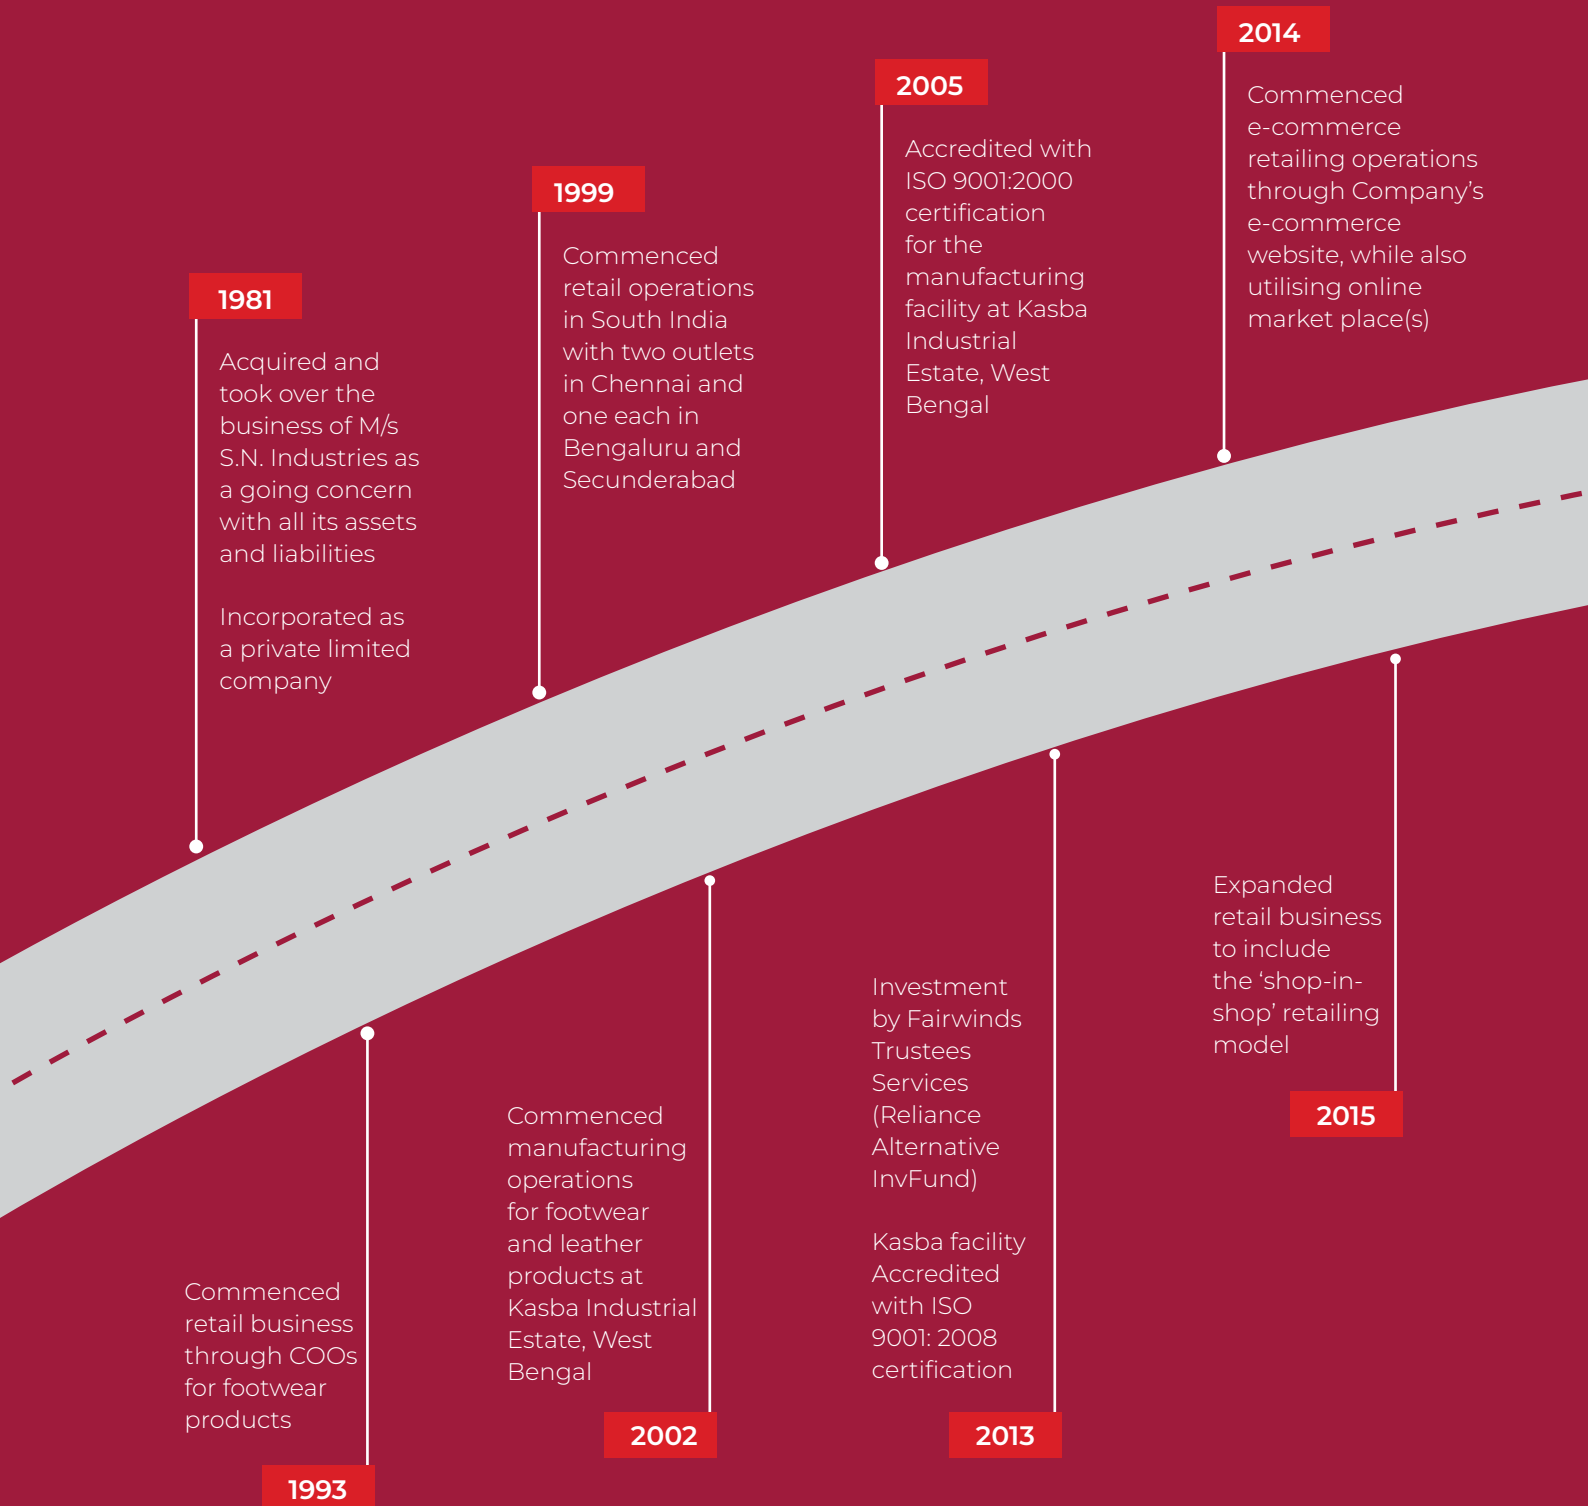 1981
Acquired and
took over the
business of M/s
S.N. Industries as
a going concern
with all its assets
and liabilities
Incorporated as
a private limited
company
1999
Commenced
retail operations
in South India
with two outlets
in Chennai and
one each in
Bengaluru and
Secunderabad
2005
Accredited with
ISO 9001:2000
certification
for the
manufacturing
facility at Kasba
Industrial
Estate, West
Bengal
2014
Commenced
e-commerce
retailing operations
through Company’s
e-commerce
website, while also
utilising online
market place(s)
Commenced
retail business
through COOs
for footwear
products
1993
Commenced
manufacturing
operations
for footwear
and leather
products at
Kasba Industrial
Estate, West
Bengal
2002
Investment
by Fairwinds
Trustees
Services
(Reliance
Alternative
InvFund)
Kasba facility
Accredited
with ISO
9001: 2008
certification
2013
Expanded
retail business
to include
the ‘shop-in-
shop’ retailing
model
2015